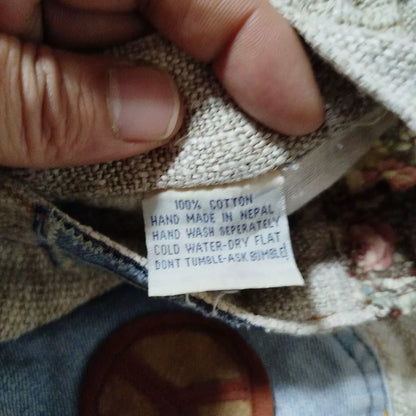 100% COTTON
HAND MADE IN NEPAL
HAND WASH SEPERATELY
COLD WATER-DRY FLAT
DONT TUMBLE-ASK BUMBLE